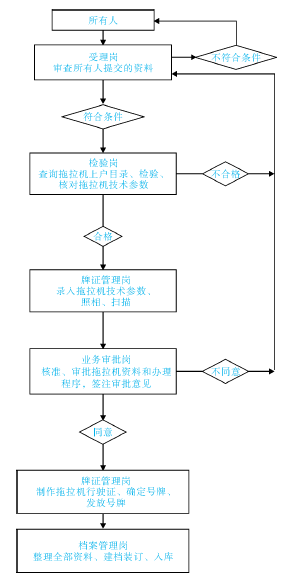 所有人
受理岗
审查所有人提交的资料
不符合条件
符合条件
检验岗
查询拖拉机上户目录、检验、
核对拖拉机技术参数
不合格
合格
牌证管理岗
录入拖拉机技术参数、
照相、扫描
业务审批岗
核准、审批拖拉机资料和办理
程序，签注审批意见
不同意
同意
牌证管理岗
制作拖拉机行驶证、确定号牌、
发放号牌
档案管理岗
整理全部资料、建档装订、入库